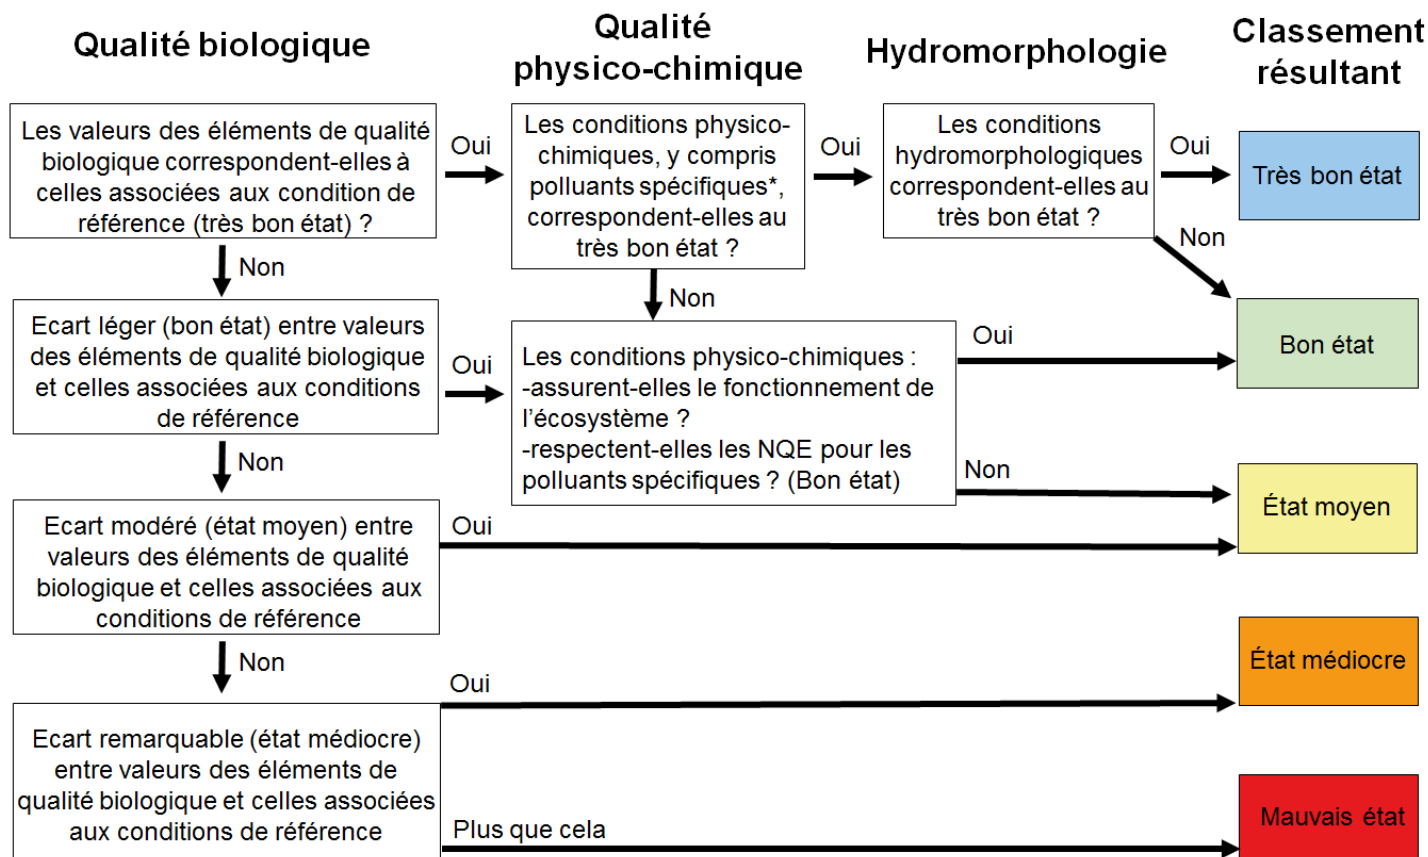 Qualité biologique
Qualité
physico-chimique
Hydromorphologie
Classement
résultant
Les valeurs des éléments de qualité
biologique correspondent-elles à
celles associées aux condition de
référence (très bon état) ?
Oui
Les conditions physico-
chimiques, y compris
polluants spécifiques*,
correspondent-elles au
très bon état ?
Oui
Les conditions
hydromorphologiques
correspondent-elles au
très bon état ?
Oui
Très bon état
Non
Non
Non
Ecart léger (bon état) entre valeurs
des éléments de qualité biologique
et celles associées aux conditions
de référence
Oui
Les conditions physico-chimiques :
-assurent-elles le fonctionnement de
l'écosystème ?
-respectent-elles les NQE pour les
polluants spécifiques ? (Bon état)
Oui
Bon état
Non
Non
État moyen
Ecart modéré (état moyen) entre
valeurs des éléments de qualité
biologique et celles associées aux
conditions de référence
Oui
Non
Oui
État médiocre
Ecart remarquable (état médiocre)
entre valeurs des éléments de
qualité biologique et celles associées
aux conditions de référence
Plus que cela
Mauvais état